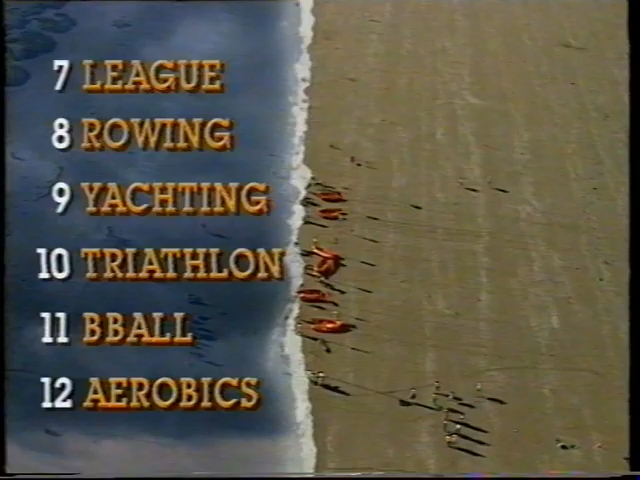 7 LEAGUE
8 ROWING
9 YACHTING
10 TRIATHLON
11 BBALL
12 AEROBICS